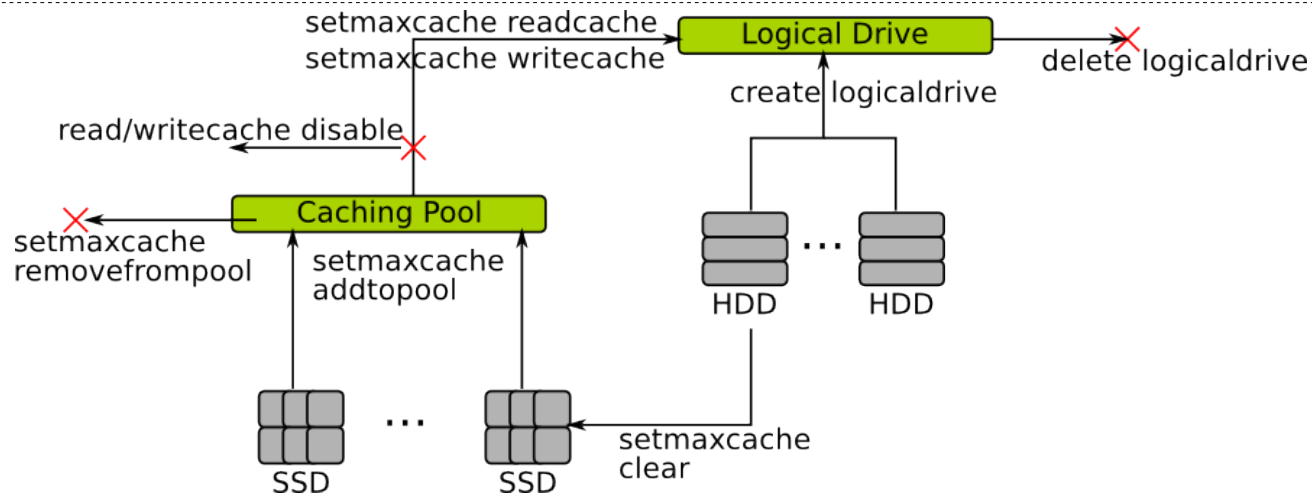 setmaxcache readcache
setmaxcache writecache
Logical Drive
delete logicaldrive
create logicaldrive
read/writecache disable
Caching Pool
setmaxcache
removefrompool
setmaxcache
addtopool
...
HDD
HDD
...
SSD
SSD
setmaxcache
clear